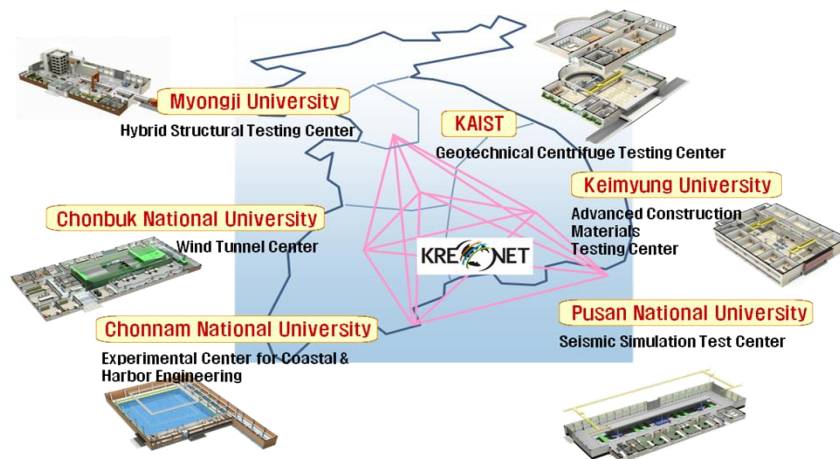 Myongji University
Hybrid Structural Testing Center
KAIST
Geotechnical Centrifuge Testing Center
Keimyung University
Advanced Construction
Materials
Testing Center
Chonbuk National University
Wind Tunnel Center
KREONET
Chonnam National University
Experimental Center for Coastal &
Harbor Engineering
Pusan National University
Seismic Simulation Test Center